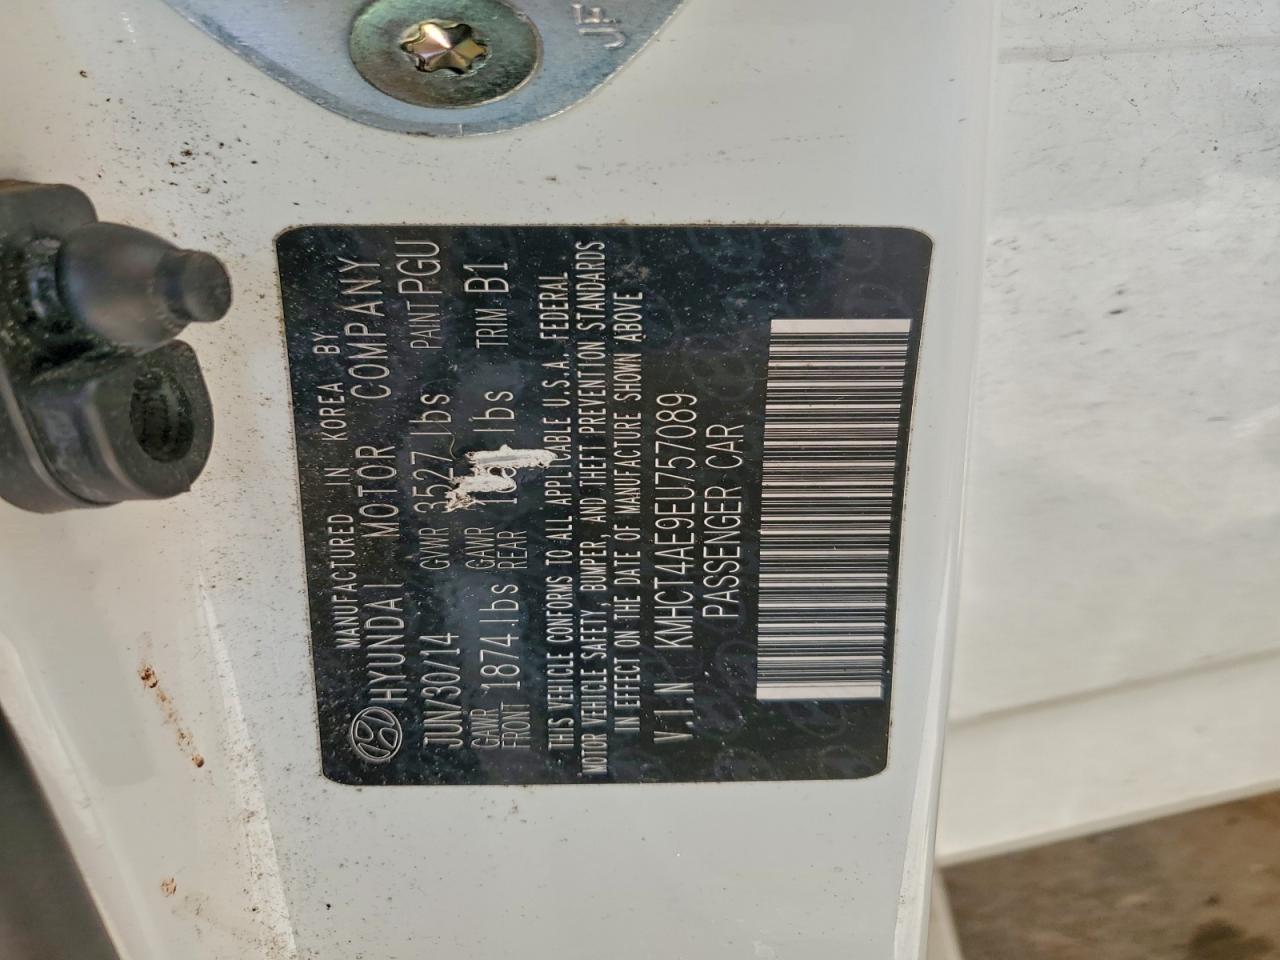 JF
MANUFACTURED IN KOREA BY
HYUNDAI MOTOR COMPANY
JUN/30/14 GVWR 3527 lbs PAINT PGU
GAWR FRONT 1874 lbs GAWR REAR lbs TRIM B1
THIS VEHICLE CONFORMS TO ALL APPLICABLE U.S.A. FEDERAL
MOTOR VEHICLE SAFETY, BUMPER, AND THEFT PREVENTION STANDARDS
IN EFFECT ON THE DATE OF MANUFACTURE SHOWN ABOVE
V.I.N KMHCT4AE9EU757089
PASSENGER CAR